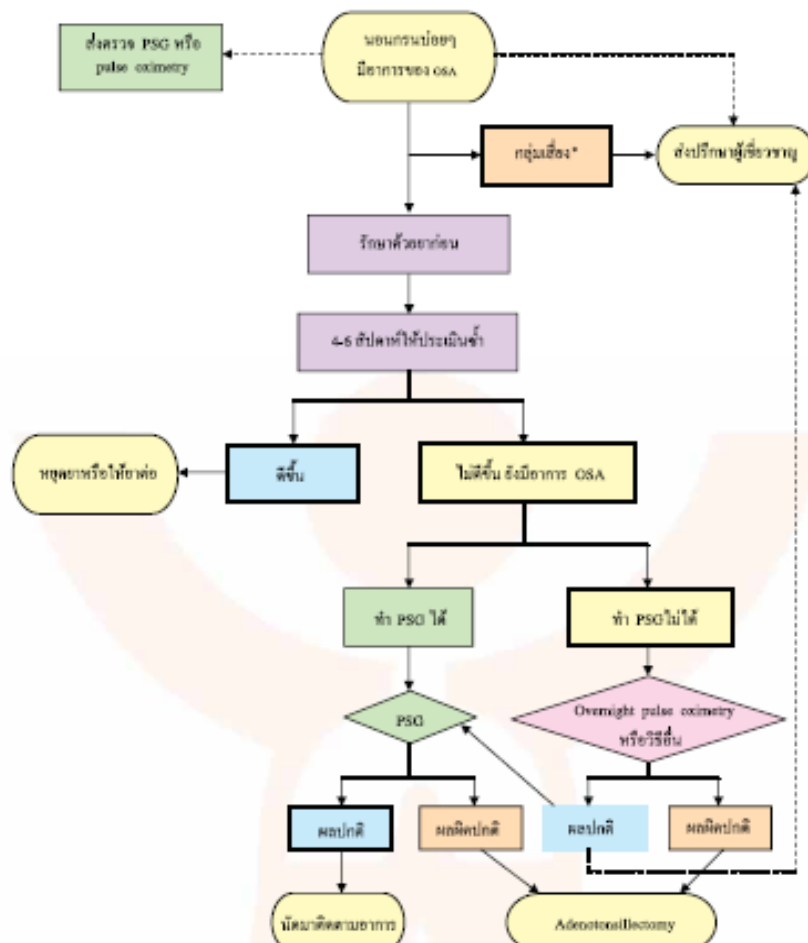 ส่งตรวจ PSG หรือ
pulse oximetry
นอนกรนบ่อยๆ
มีอาการของ OSA
กลุ่มเสี่ยง*
ส่งปรึกษาผู้เชี่ยวชาญ
รักษาด้วยยาก่อน
4-6 สัปดาห์ให้ประเมินซ้ำ
หยุดยาหรือให้ยาต่อ
ดีขึ้น
ไม่ดีขึ้น ยังมีอาการ OSA
ทำ PSG ได้
ทำ PSGไม่ได้
PSG
Overnight pulse oximetry
หรือวิธีอื่น
ผลปกติ
ผลผิดปกติ
ผลปกติ
ผลผิดปกติ
นัดมาติดตามอาการ
Adenotonsillectomy